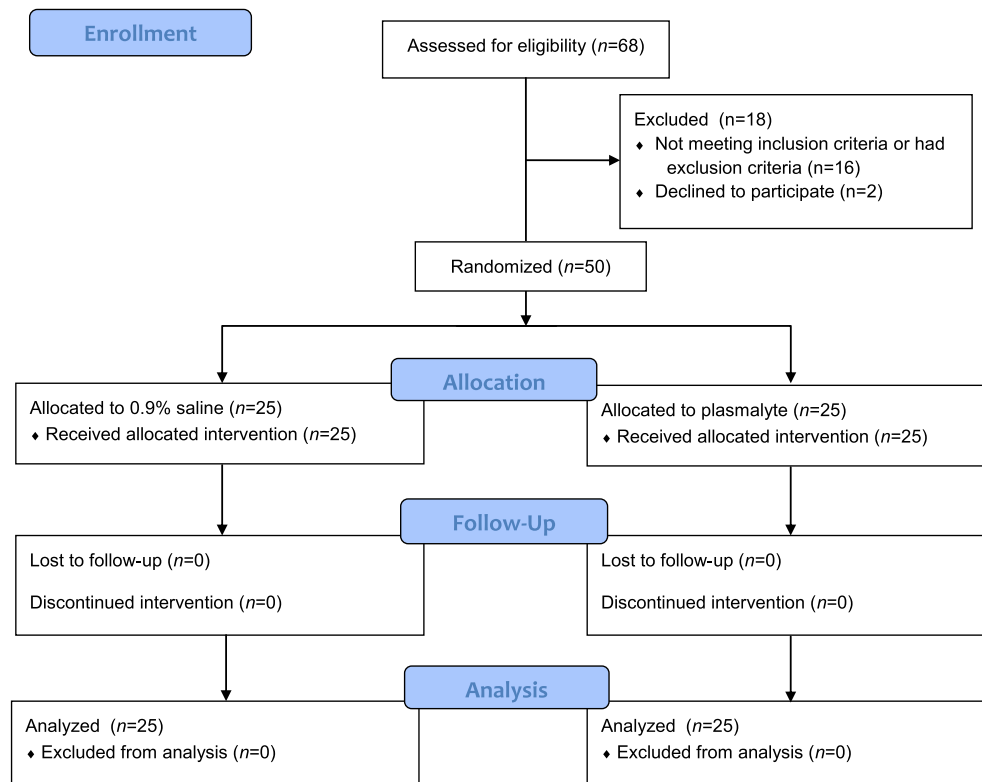 Enrollment
Assessed for eligibility (n=68)
Excluded (n=18)
♦ Not meeting inclusion criteria or had
exclusion criteria (n=16)
♦ Declined to participate (n=2)
Randomized (n=50)
Allocation
Allocated to 0.9% saline (n=25)
♦ Received allocated intervention (n=25)
Allocated to plasmalyte (n=25)
♦ Received allocated intervention (n=25)
Follow-Up
Lost to follow-up (n=0)
Discontinued intervention (n=0)
Lost to follow-up (n=0)
Discontinued intervention (n=0)
Analysis
Analyzed (n=25)
♦ Excluded from analysis (n=0)
Analyzed (n=25)
♦ Excluded from analysis (n=0)